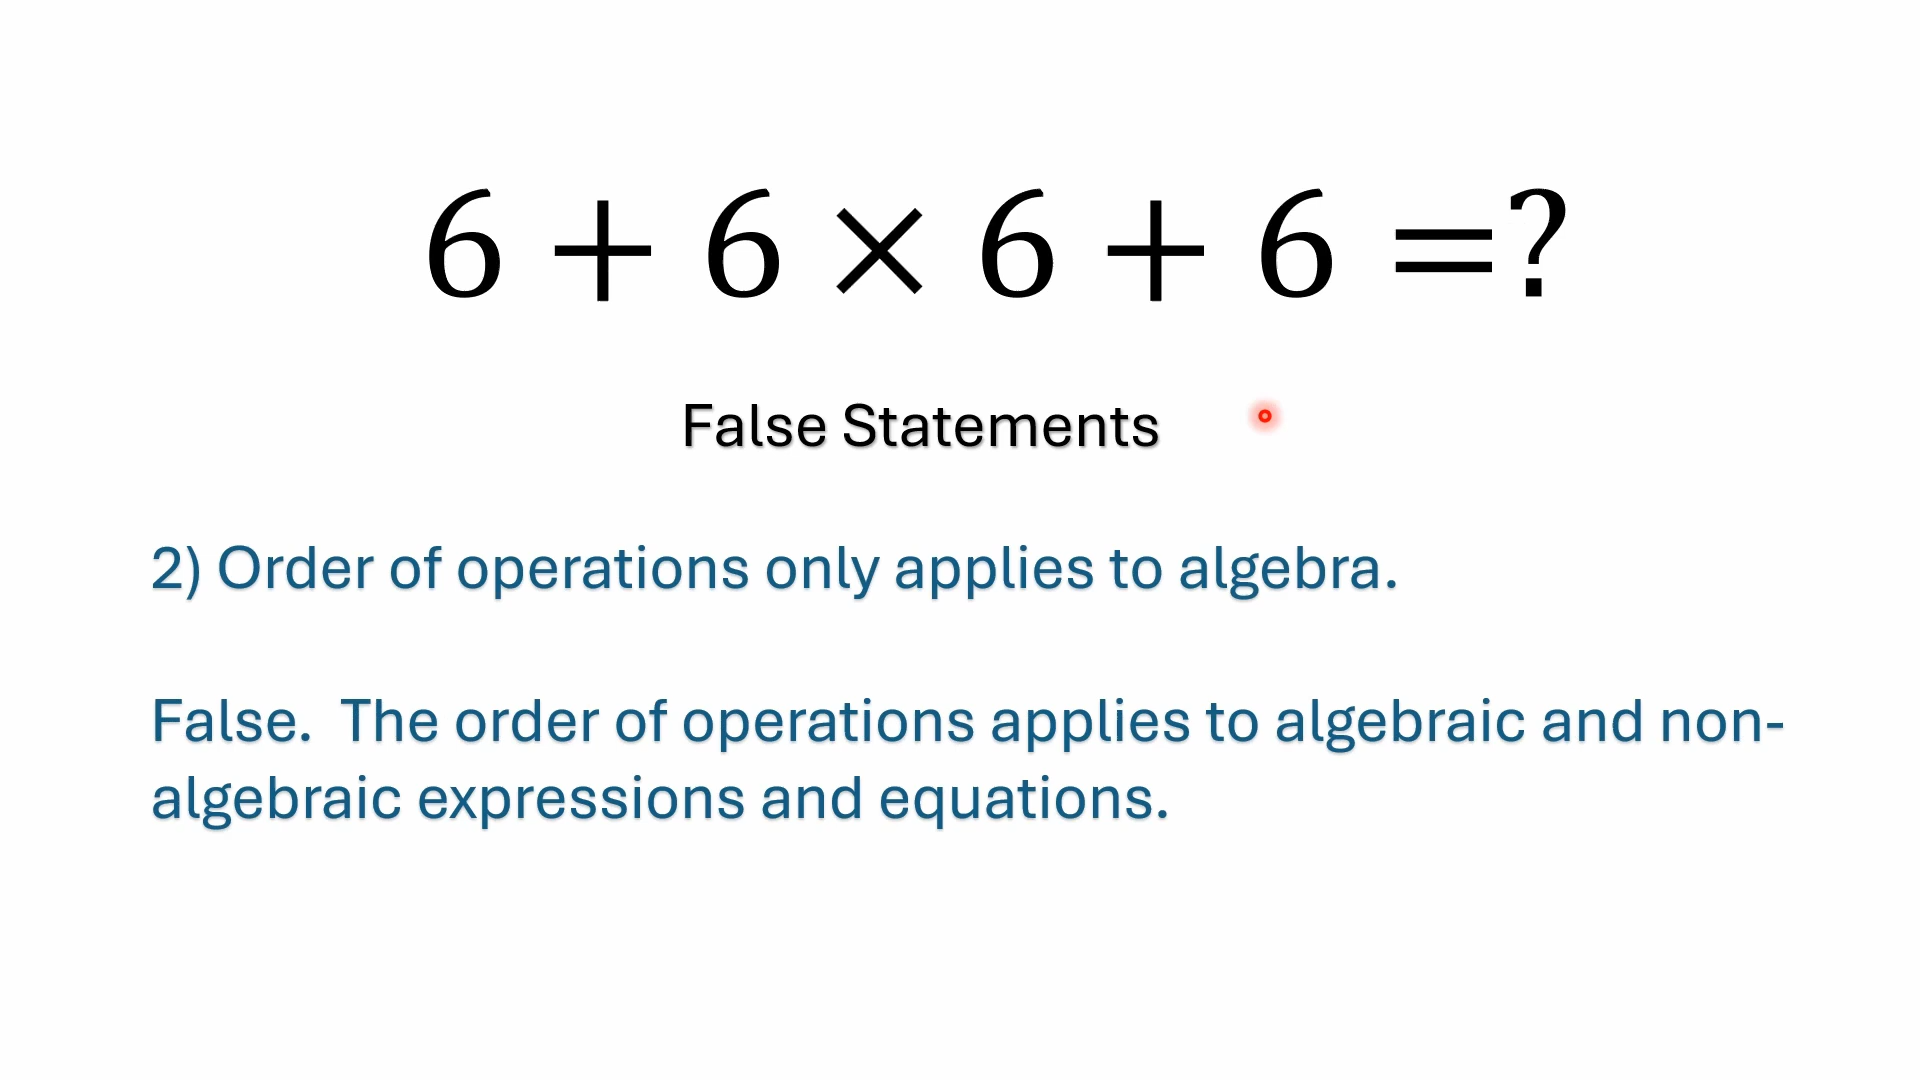 6 + 6 × 6 + 6 =?
False Statements
2) Order of operations only applies to algebra.
False.  The order of operations applies to algebraic and non-
algebraic expressions and equations.